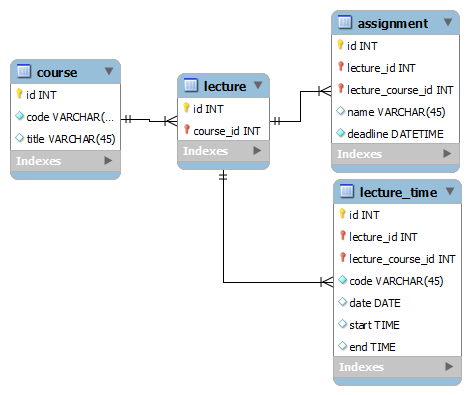 course
id INT
code VARCHAR(...
title VARCHAR(45)
Indexes
lecture
id INT
course_id INT
Indexes
assignment
id INT
lecture_id INT
lecture_course_id INT
name VARCHAR(45)
deadline DATETIME
Indexes
lecture_time
id INT
lecture_id INT
lecture_course_id INT
code VARCHAR(45)
date DATE
start TIME
end TIME
Indexes